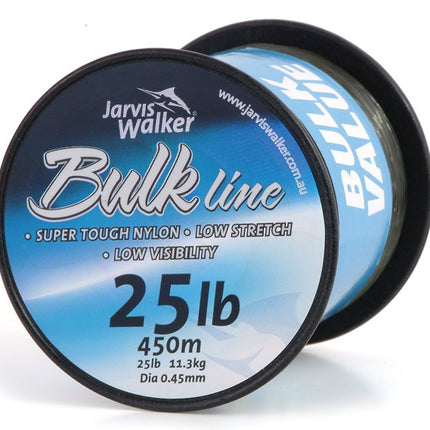 Jarvis
Walker
www.jarviswalker.com.au
Bulk line
• SUPER TOUGH NYLON • LOW STRETCH
• LOW VISIBILITY
25lb
450m
25lb 11.3kg
Dia 0.45mm
BULK
VALUE